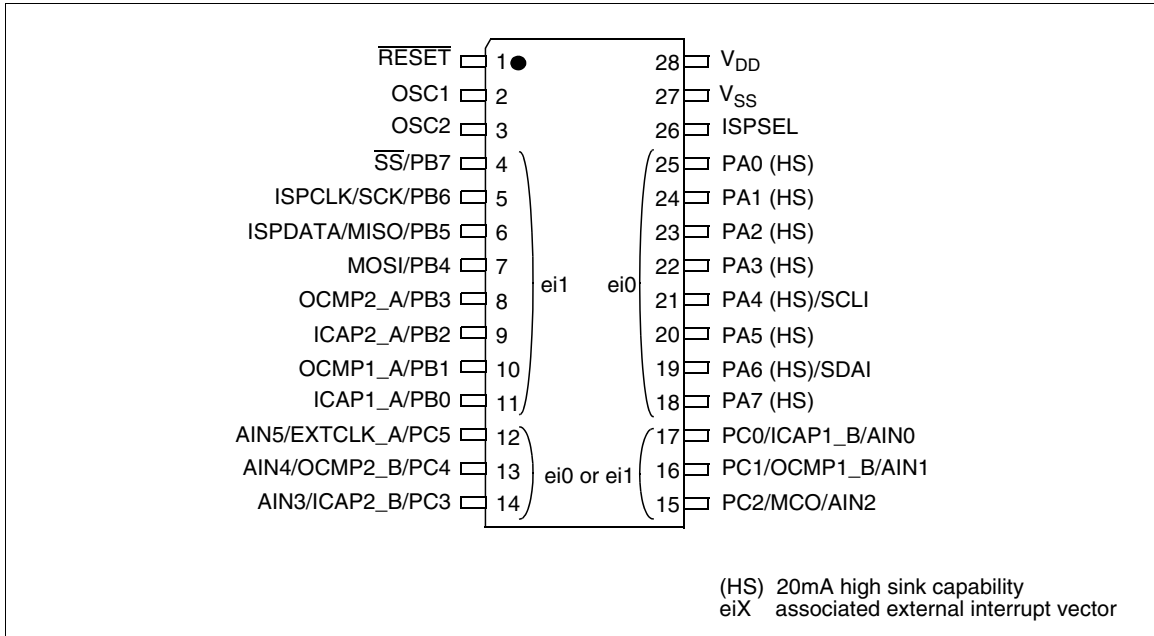 RESET 1 28 VDD
OSC1 2 27 VSS
OSC2 3 26 ISPSEL
SS/PB7 4 25 PA0 (HS)
ISPCLK/SCK/PB6 5 24 PA1 (HS)
ISPDATA/MISO/PB5 6 23 PA2 (HS)
MOSI/PB4 7 22 PA3 (HS)
ei1 ei0
OCMP2_A/PB3 8 21 PA4 (HS)/SCLI
ICAP2_A/PB2 9 20 PA5 (HS)
OCMP1_A/PB1 10 19 PA6 (HS)/SDAI
ICAP1_A/PB0 11 18 PA7 (HS)
AIN5/EXTCLK_A/PC5 12 17 PC0/ICAP1_B/AIN0
AIN4/OCMP2_B/PC4 13 ei0 or ei1 16 PC1/OCMP1_B/AIN1
AIN3/ICAP2_B/PC3 14 15 PC2/MCO/AIN2
(HS) 20mA high sink capability
eiX associated external interrupt vector